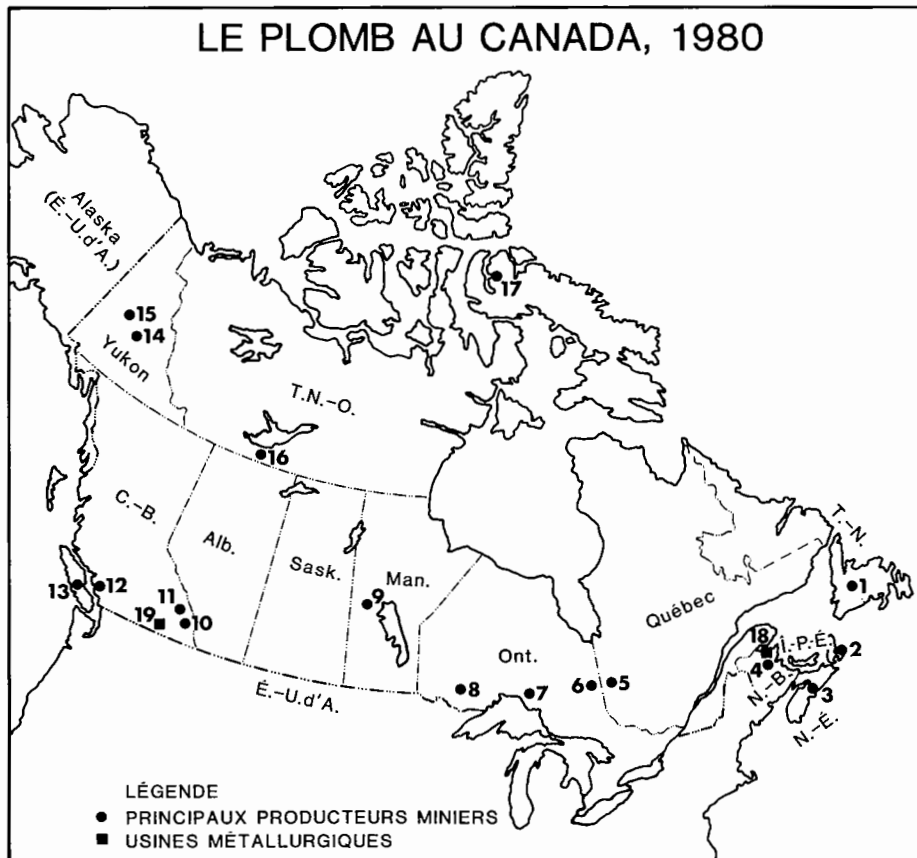 LE PLOMB AU CANADA, 1980
Alaska
(É.-U.d'A.)
17
15
14
Yukon
T.N.-O.
16
C.-B.
Alb.
Sask.
Man.
T.-N.
13
12
11
19
10
9
1
Québec
18
Î.-P.-É.
2
4
N.-B.
3
N.-É.
Ont.
8
7
6
5
É.-U.d'A.
LÉGENDE
● PRINCIPAUX PRODUCTEURS MINIERS
■ USINES MÉTALLURGIQUES